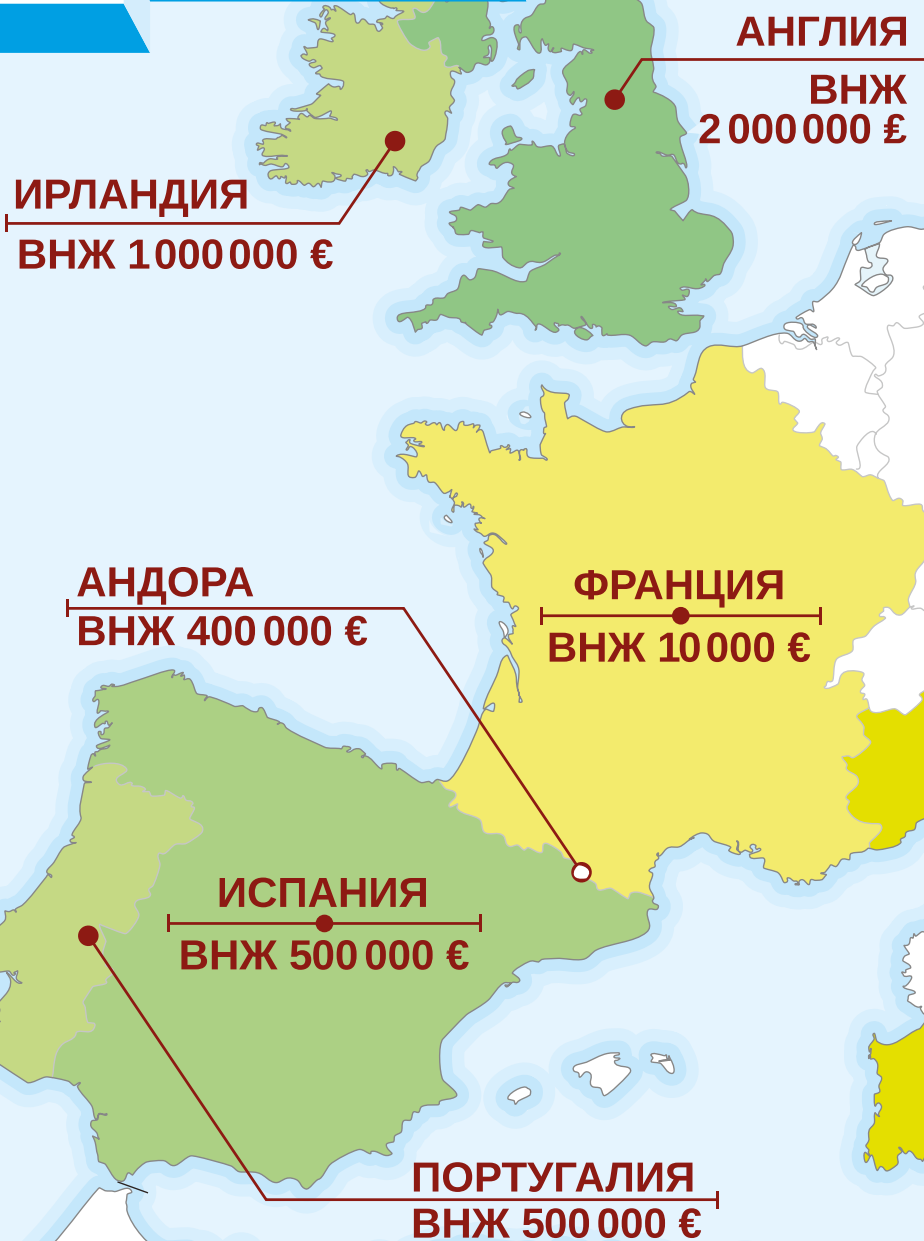 АНГЛИЯ
ВНЖ
2 000 000 £
ИРЛАНДИЯ
ВНЖ 1 000 000 €
АНДОРА
ВНЖ 400 000 €
ФРАНЦИЯ
ВНЖ 10 000 €
ИСПАНИЯ
ВНЖ 500 000 €
ПОРТУГАЛИЯ
ВНЖ 500 000 €